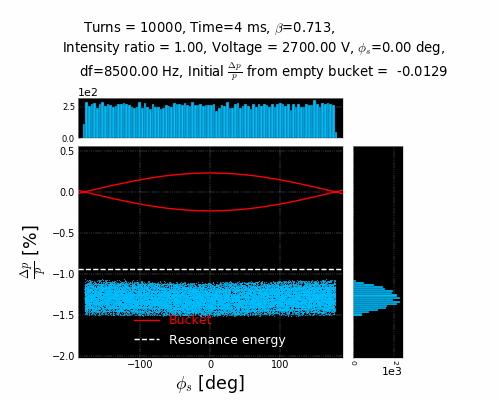 Turns = 10000, Time=4 ms, β=0.713,
Intensity ratio = 1.00, Voltage = 2700.00 V, ϕₛ=0.00 deg,
df=8500.00 Hz, Initial Δp/p from empty bucket = -0.0129
1e2
2.5
0.0
0.5
0.0
−0.5
−1.0
−1.5
−2.0
Δp/p [%]
Bucket
Resonance energy
−100 0 100
ϕₛ [deg]
0 2
1e3